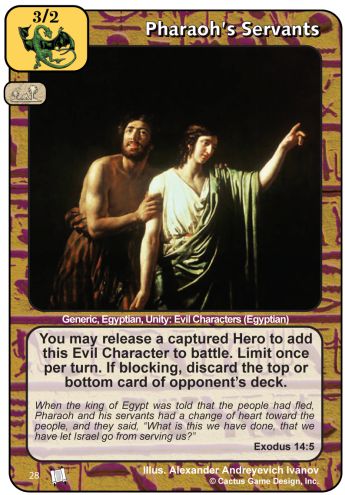 3/2
Pharaoh's Servants
Generic, Egyptian, Unity: Evil Characters (Egyptian)
You may release a captured Hero to add
this Evil Character to battle. Limit once
per turn. If blocking, discard the top or
bottom card of opponent's deck.
When the king of Egypt was told that the people had fled,
Pharaoh and his servants had a change of heart toward the
people, and they said, "What is this we have done, that we
have let Israel go from serving us?"
Exodus 14:5
28
Illus. Alexander Andreyevich Ivanov
© Cactus Game Design, Inc.